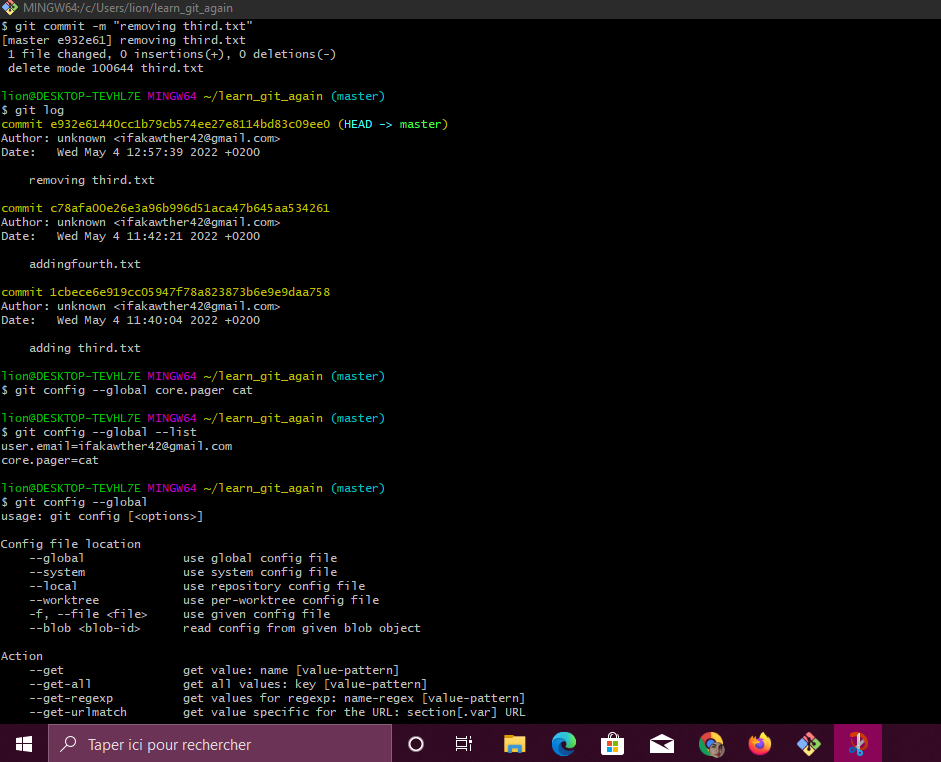 MINGW64:/c/Users/lion/learn_git_again
$ git commit -m "removing third.txt"
[master e932e61] removing third.txt
 1 file changed, 0 insertions(+), 0 deletions(-)
 delete mode 100644 third.txt
lion@DESKTOP-TEVHL7E MINGW64 ~/learn_git_again (master)
$ git log
commit e932e61440cc1b79cb574ee27e8114bd83c09ee0 (HEAD -> master)
Author: unknown <ifakawther42@gmail.com>
Date:   Wed May 4 12:57:39 2022 +0200
    removing third.txt
commit c78afa00e26e3a96b996d51aca47b645aa534261
Author: unknown <ifakawther42@gmail.com>
Date:   Wed May 4 11:42:21 2022 +0200
    addingfourth.txt
commit 1cbece6e919cc05947f78a823873b6e9e9daa758
Author: unknown <ifakawther42@gmail.com>
Date:   Wed May 4 11:40:04 2022 +0200
    adding third.txt
lion@DESKTOP-TEVHL7E MINGW64 ~/learn_git_again (master)
$ git config --global core.pager cat
lion@DESKTOP-TEVHL7E MINGW64 ~/learn_git_again (master)
$ git config --global --list
user.email=ifakawther42@gmail.com
core.pager=cat
lion@DESKTOP-TEVHL7E MINGW64 ~/learn_git_again (master)
$ git config --global
usage: git config [<options>]
Config file location
    --global              use global config file
    --system              use system config file
    --local               use repository config file
    --worktree            use per-worktree config file
    -f, --file <file>     use given config file
    --blob <blob-id>      read config from given blob object
Action
    --get                 get value: name [value-pattern]
    --get-all             get all values: key [value-pattern]
    --get-regexp          get values for regexp: name-regex [value-pattern]
    --get-urlmatch        get value specific for the URL: section[.var] URL
Taper ici pour rechercher